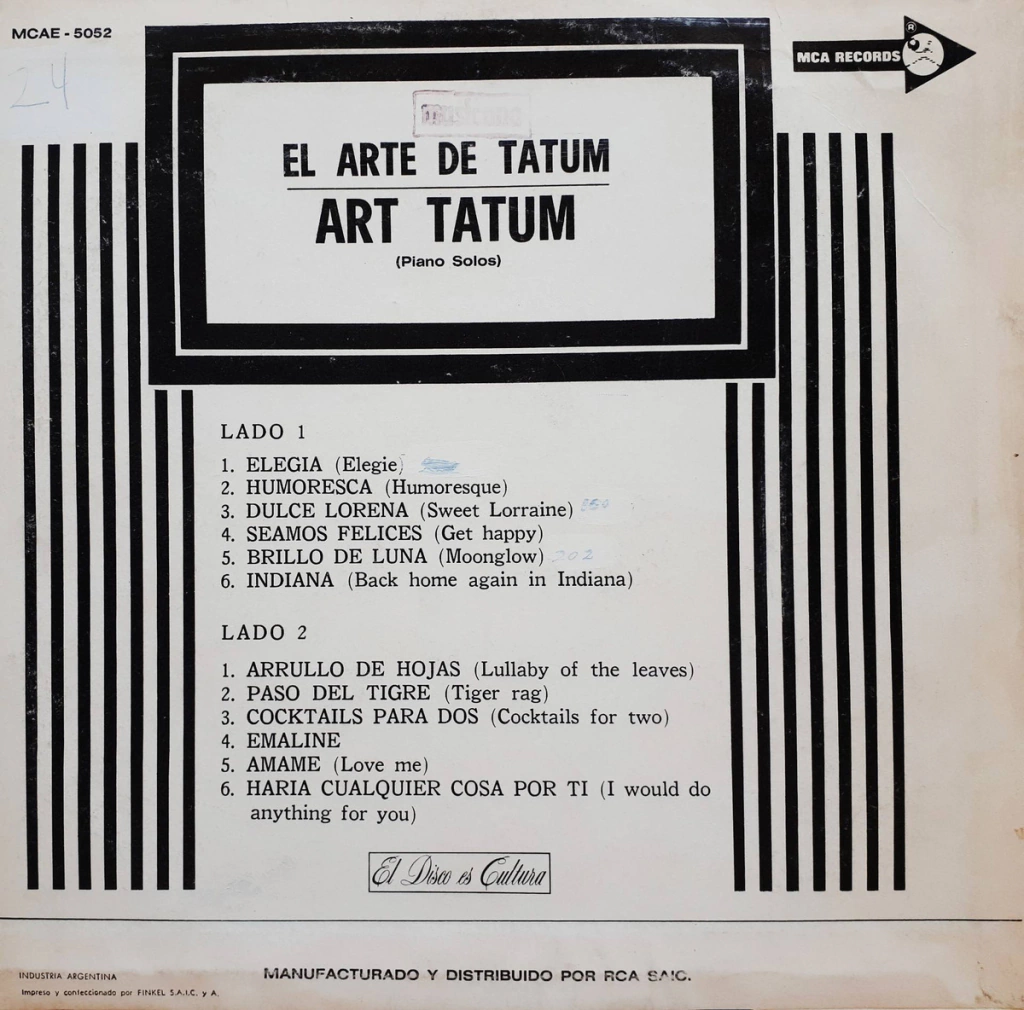 MCAE - 5052
MCA RECORDS
24
EL ARTE DE TATUM
ART TATUM
(Piano Solos)
LADO 1
1. ELEGIA (Elegie)
2. HUMORESCA (Humoresque)
3. DULCE LORENA (Sweet Lorraine)
4. SEAMOS FELICES (Get happy)
5. BRILLO DE LUNA (Moonglow)
6. INDIANA (Back home again in Indiana)
LADO 2
1. ARRULLO DE HOJAS (Lullaby of the leaves)
2. PASO DEL TIGRE (Tiger rag)
3. COCKTAILS PARA DOS (Cocktails for two)
4. EMALINE
5. AMAME (Love me)
6. HARIA CUALQUIER COSA POR TI (I would do
anything for you)
El Disco es Cultura
INDUSTRIA ARGENTINA
Impreso y confeccionado por FINKEL S.A.I.C. y A.
MANUFACTURADO Y DISTRIBUIDO POR RCA SAIC.